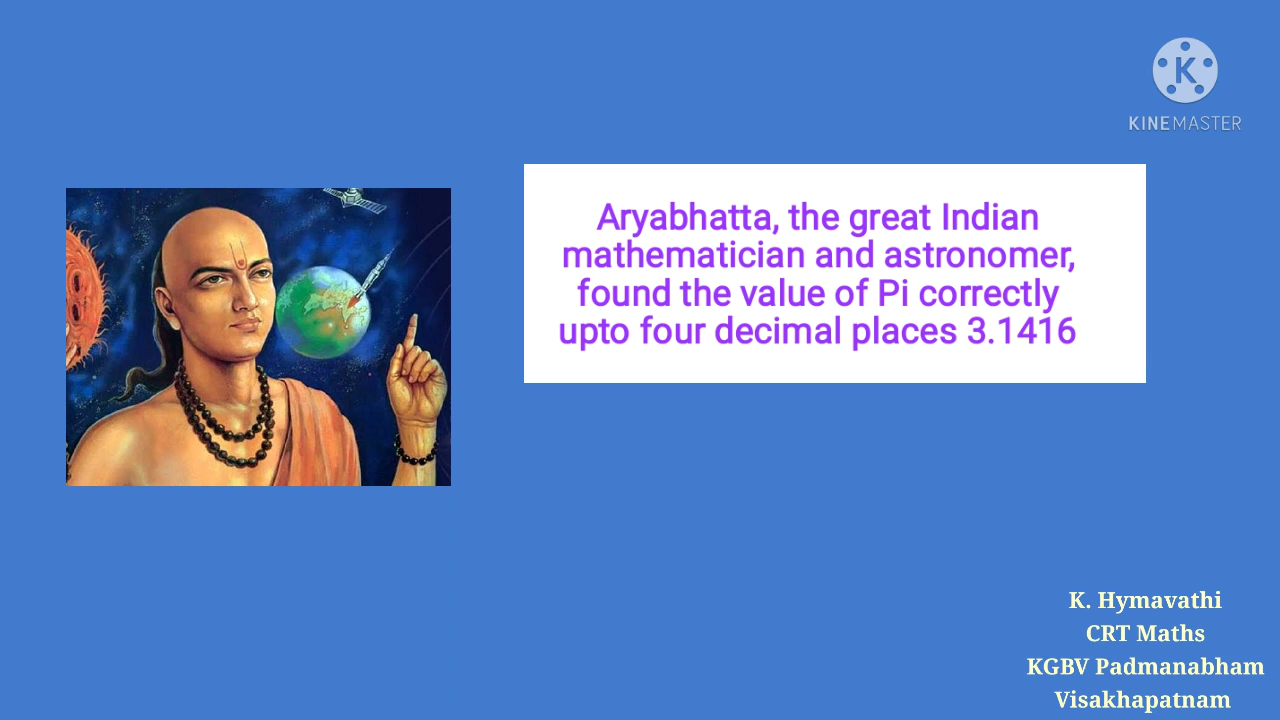 K
KINEMASTER
Aryabhatta, the great Indian
mathematician and astronomer,
found the value of Pi correctly
upto four decimal places 3.1416
K. Hymavathi
CRT Maths
KGBV Padmanabham
Visakhapatnam